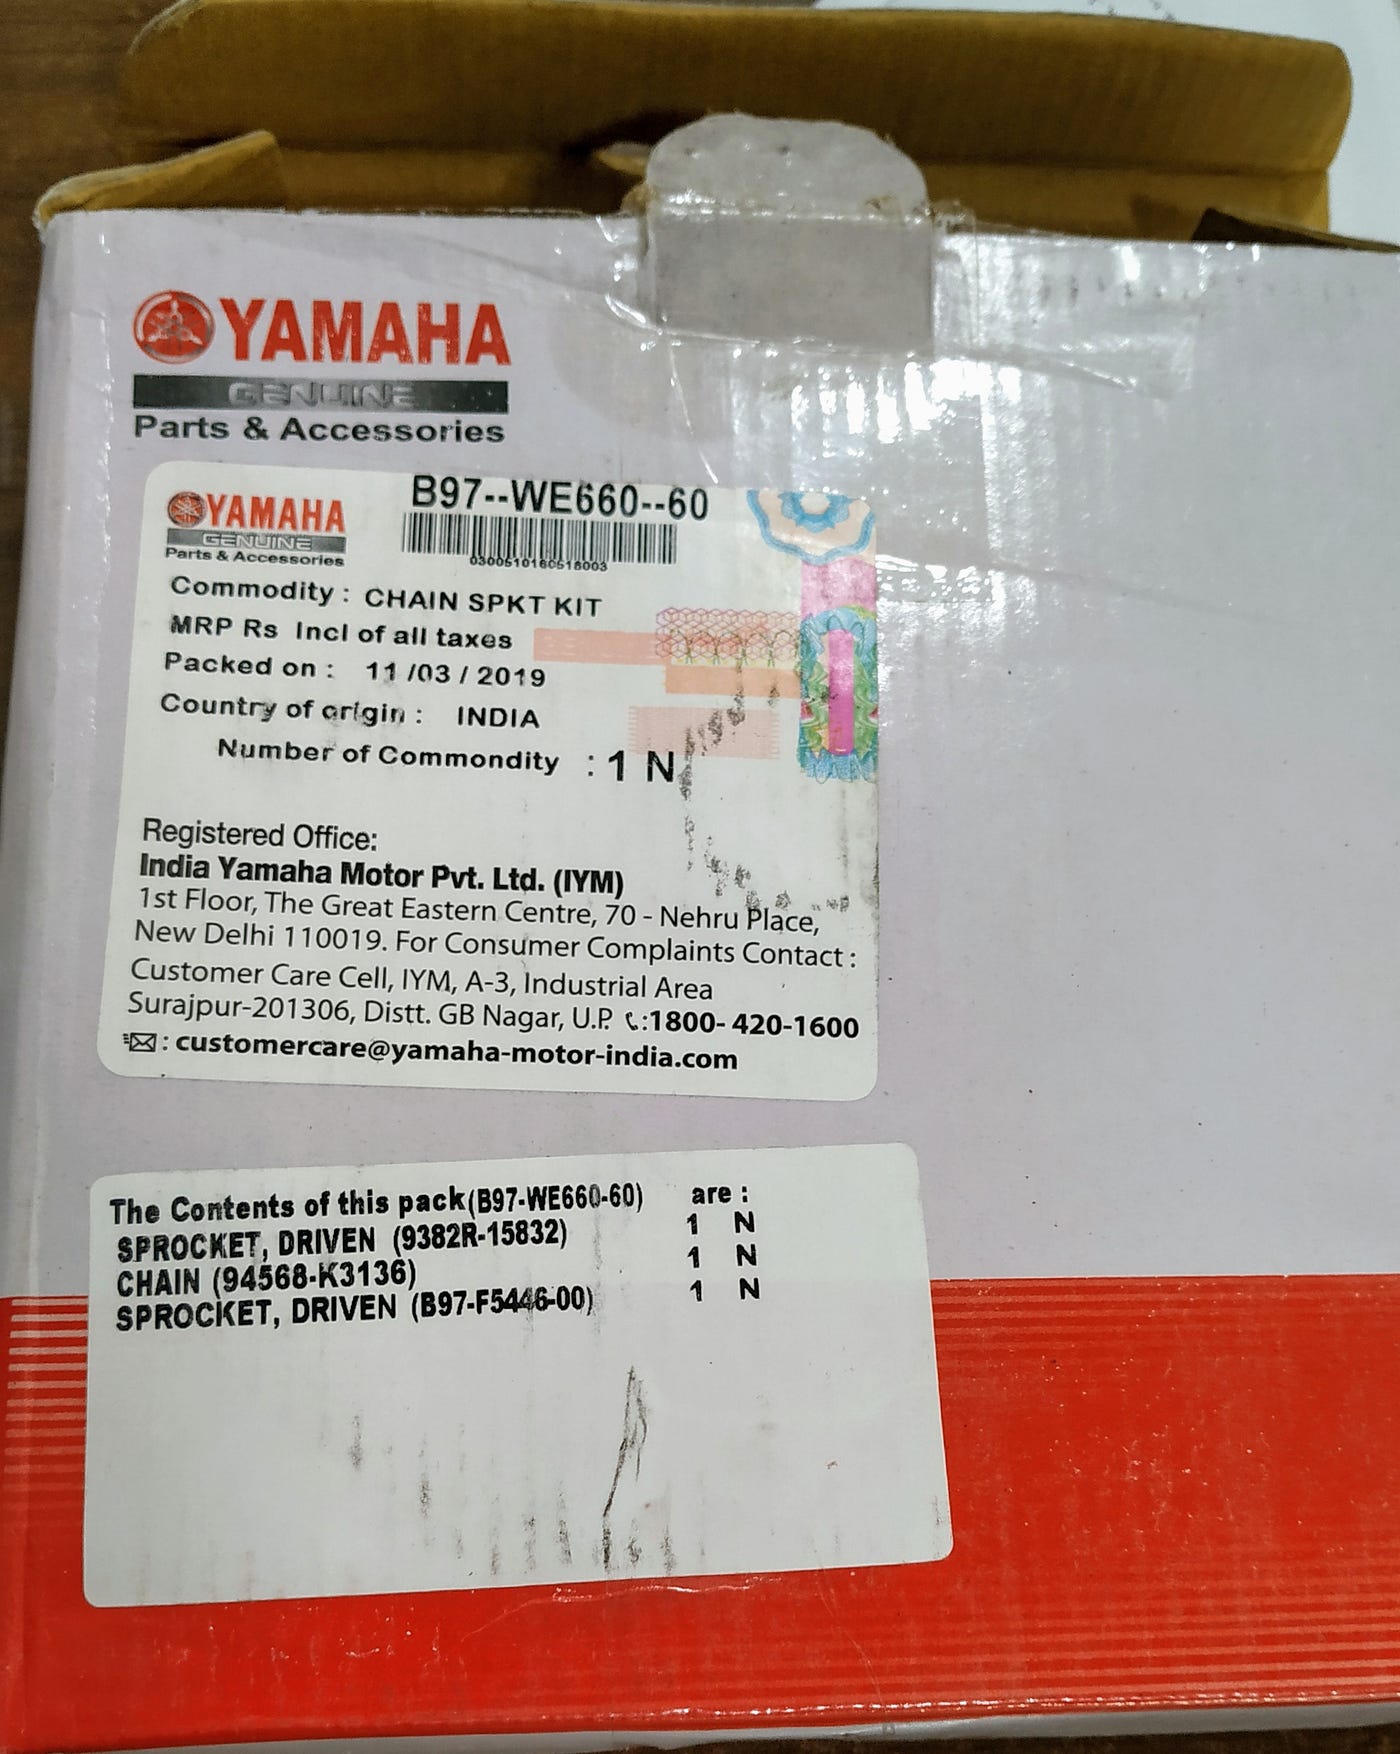 YAMAHA
GENUINE
Parts & Accessories
B97--WE660--60
YAMAHA
GENUINE
Parts & Accessories
0300510160518003
Commodity : CHAIN SPKT KIT
MRP Rs Incl of all taxes
Packed on : 11 /03 / 2019
Country of origin : INDIA
Number of Commondity : 1 N
Registered Office:
India Yamaha Motor Pvt. Ltd. (IYM)
1st Floor, The Great Eastern Centre, 70 - Nehru Place,
New Delhi 110019. For Consumer Complaints Contact :
Customer Care Cell, IYM, A-3, Industrial Area
Surajpur-201306, Distt. GB Nagar, U.P. :1800- 420-1600
: customercare@yamaha-motor-india.com
The Contents of this pack(B97-WE660-60) are :
SPROCKET, DRIVEN (9382R-15832) 1 N
CHAIN (94568-K3136) 1 N
SPROCKET, DRIVEN (B97-F5446-00) 1 N